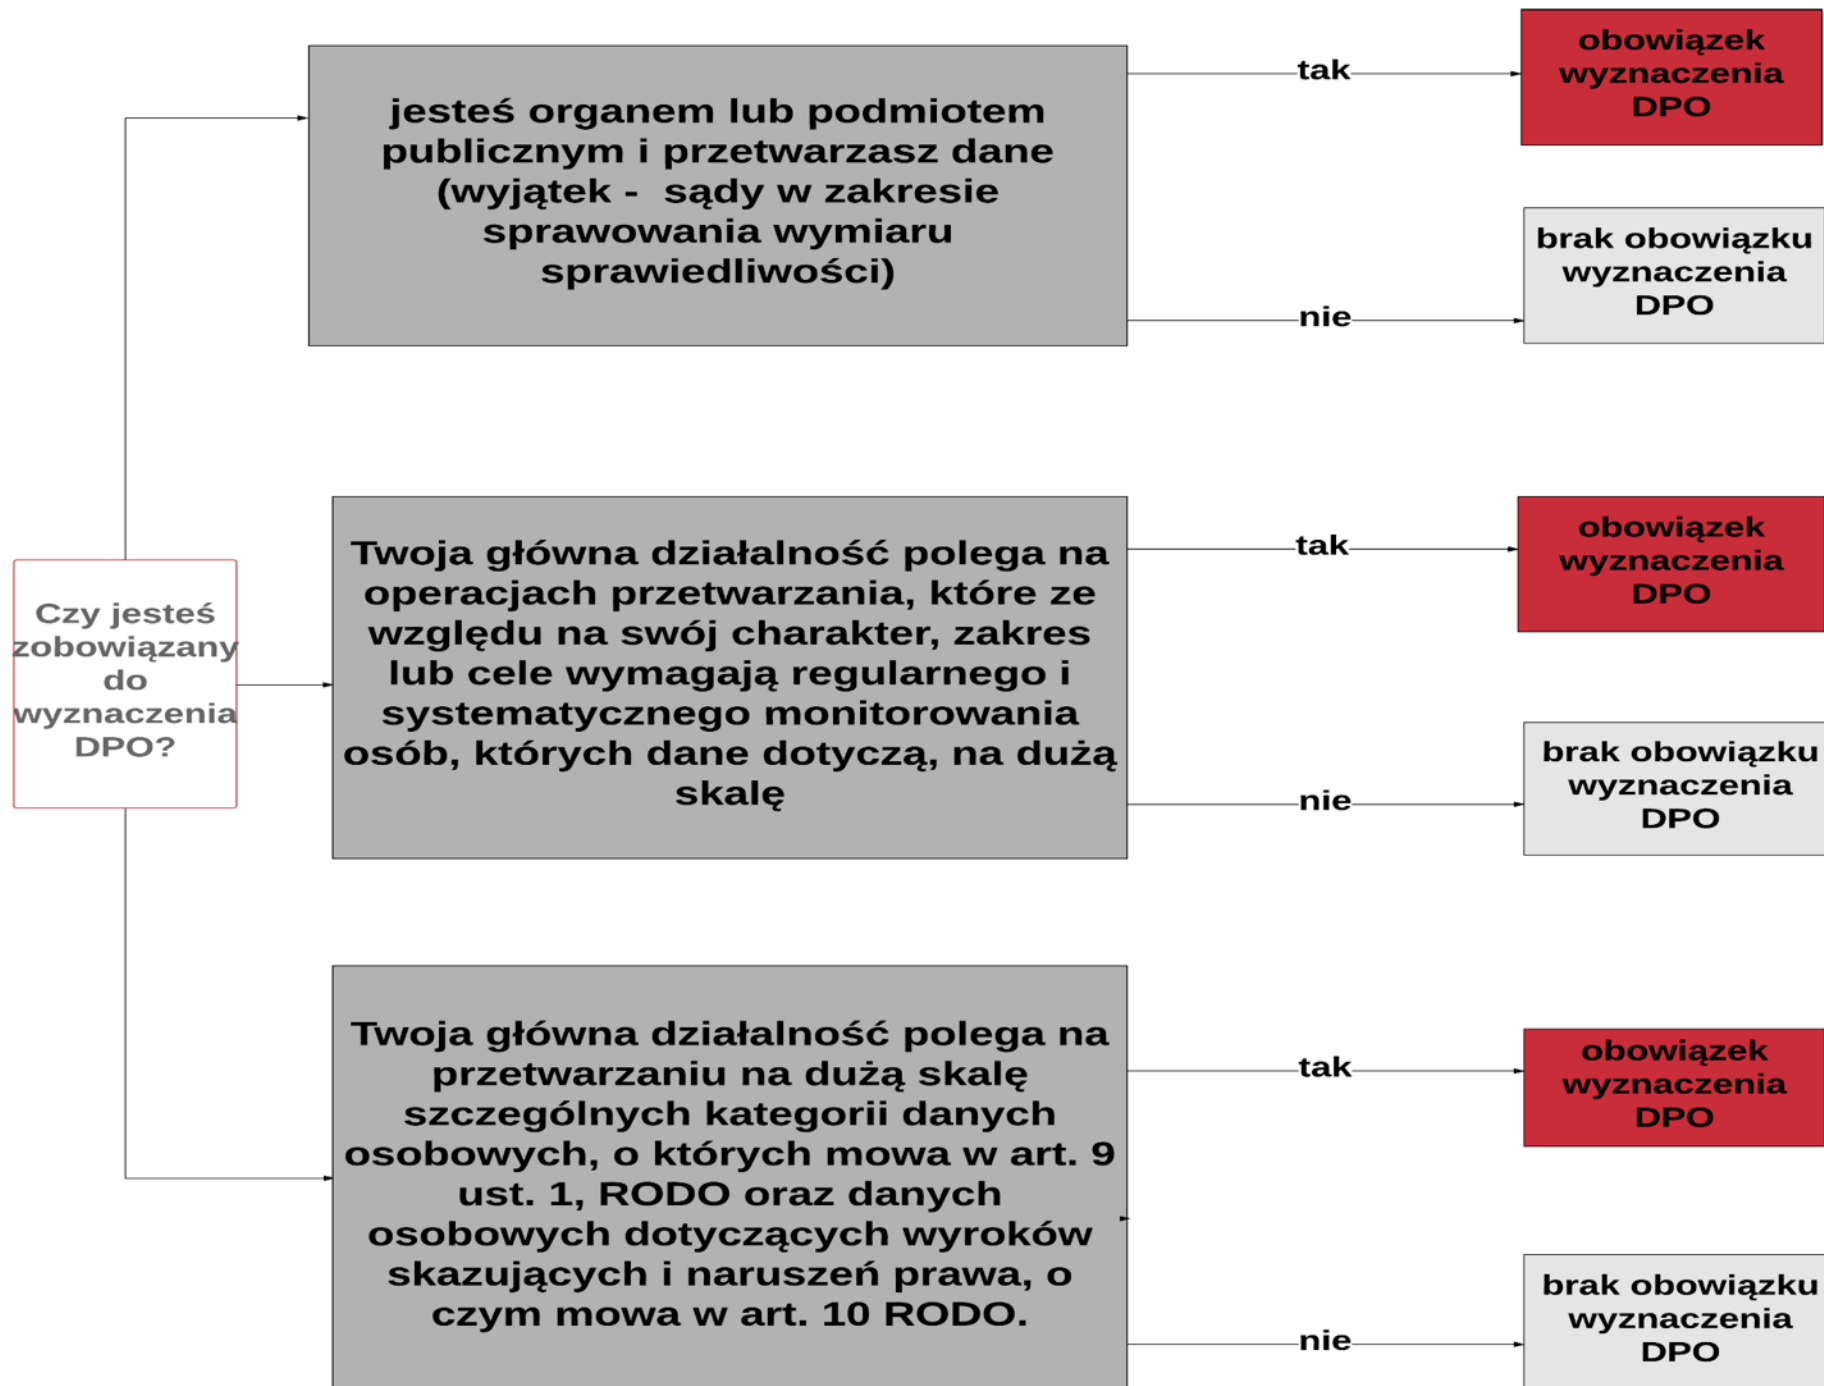 Czy jesteś
zobowiązany
do
wyznaczenia
DPO?
jesteś organem lub podmiotem
publicznym i przetwarzasz dane
(wyjątek -  sądy w zakresie
sprawowania wymiaru
sprawiedliwości)
tak
obowiązek
wyznaczenia
DPO
nie
brak obowiązku
wyznaczenia
DPO
Twoja główna działalność polega na
operacjach przetwarzania, które ze
względu na swój charakter, zakres
lub cele wymagają regularnego i
systematycznego monitorowania
osób, których dane dotyczą, na dużą
skalę
tak
obowiązek
wyznaczenia
DPO
nie
brak obowiązku
wyznaczenia
DPO
Twoja główna działalność polega na
przetwarzaniu na dużą skalę
szczególnych kategorii danych
osobowych, o których mowa w art. 9
ust. 1, RODO oraz danych
osobowych dotyczących wyroków
skazujących i naruszeń prawa, o
czym mowa w art. 10 RODO.
tak
obowiązek
wyznaczenia
DPO
nie
brak obowiązku
wyznaczenia
DPO